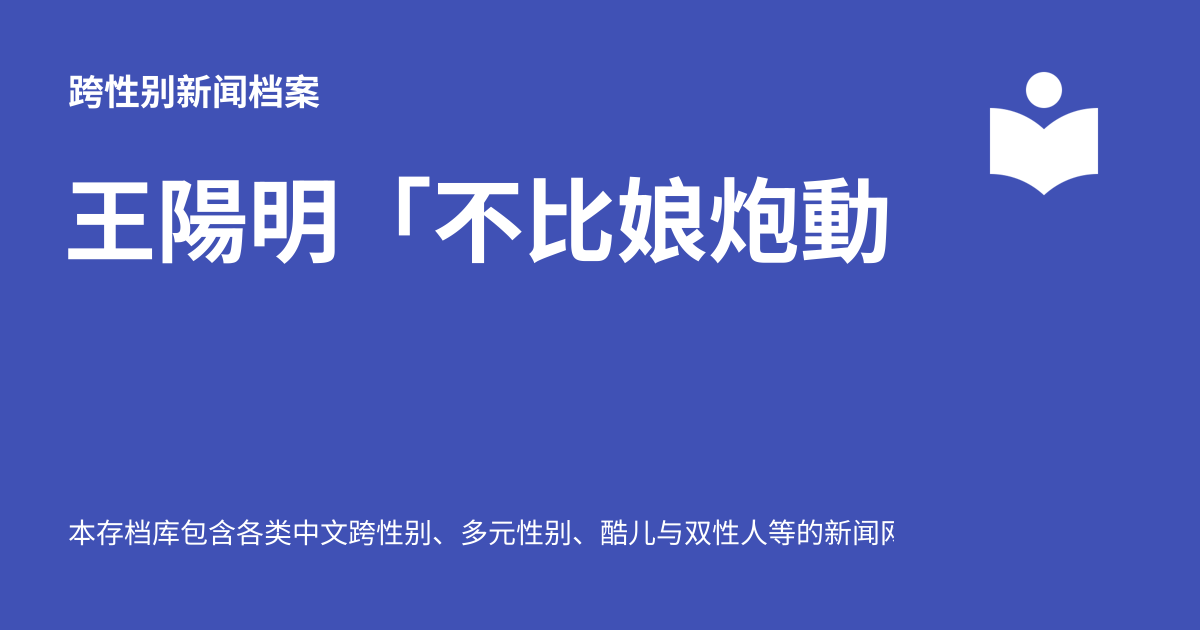 跨性别新闻档案
王陽明「不比娘炮動
本存档库包含各类中文跨性别、多元性别、酷儿与双性人等的新闻网